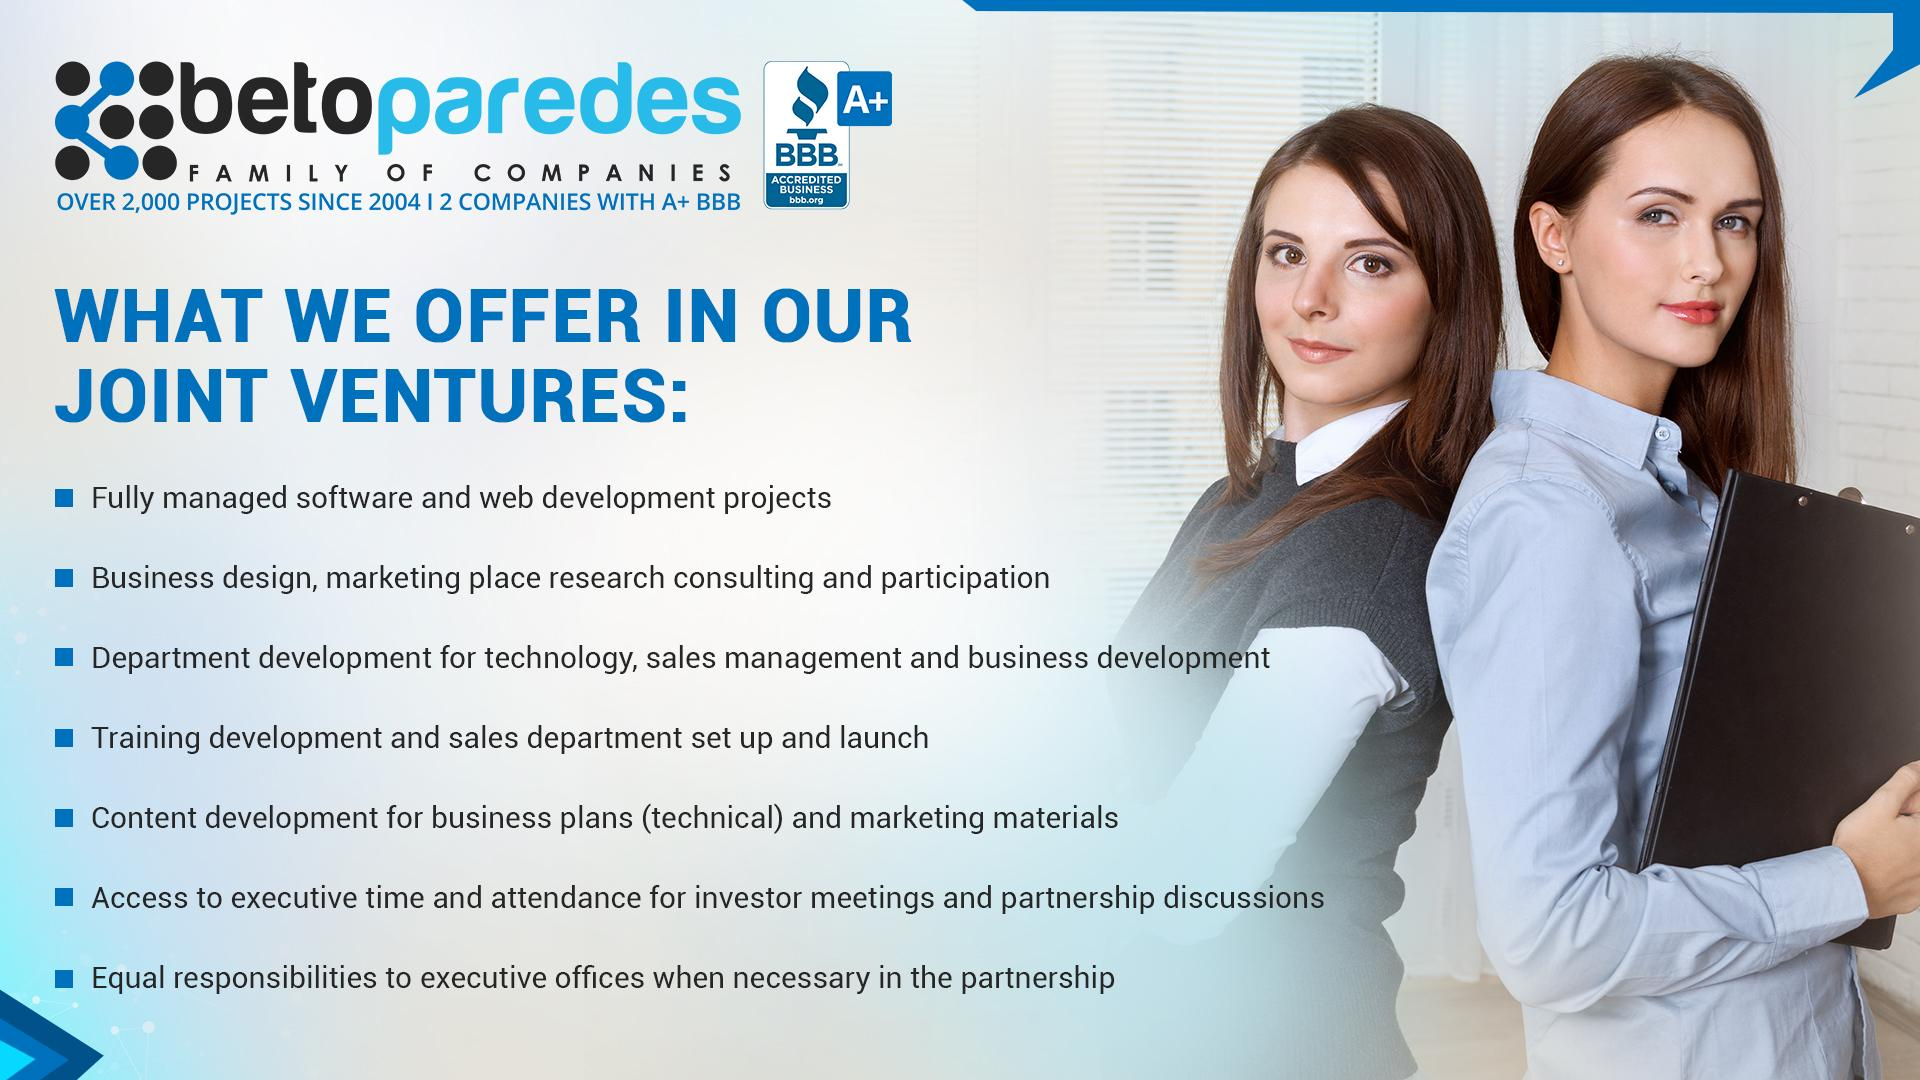 betoparedes
FAMILY OF COMPANIES
OVER 2,000 PROJECTS SINCE 2004 I 2 COMPANIES WITH A+ BBB
A+
BBB
ACCREDITED
BUSINESS
bbb.org
WHAT WE OFFER IN OUR
JOINT VENTURES:
Fully managed software and web development projects
Business design, marketing place research consulting and participation
Department development for technology, sales management and business development
Training development and sales department set up and launch
Content development for business plans (technical) and marketing materials
Access to executive time and attendance for investor meetings and partnership discussions
Equal responsibilities to executive offices when necessary in the partnership